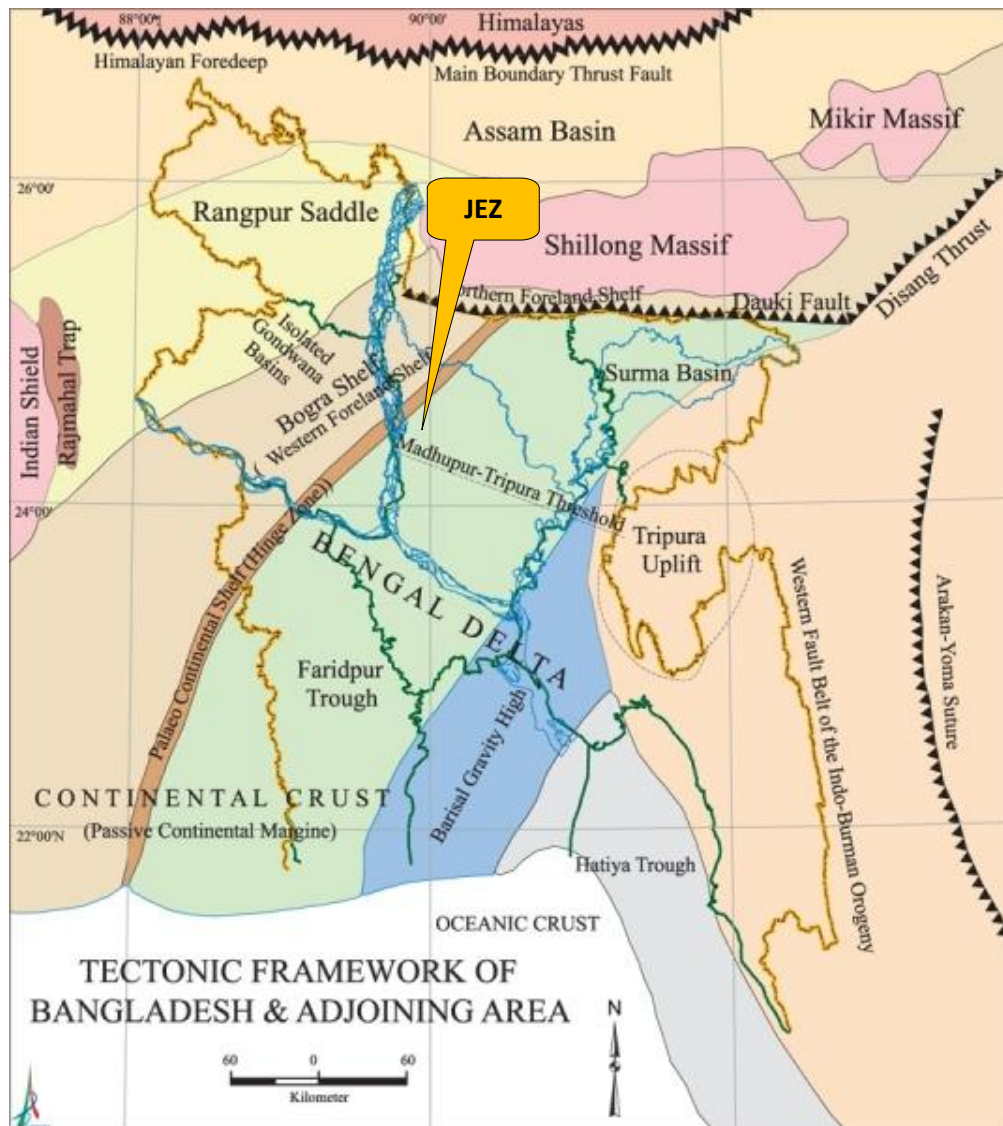 88°00'
90°00'
Himalayas
Himalayan Foredeep
Main Boundary Thrust Fault
Mikir Massif
Assam Basin
26°00'
JEZ
Rangpur Saddle
Shillong Massif
Disang Thrust
orthern Foreland Shelf
Dauki Fault
Isolated
Gondwana
Basins
Indian Shield
Rajmahal Trap
Bogra Shelf
(Western Foreland Shelf)
Surma Basin
Madhupur-Tripura Threshold
24°00'
Palaeo Continental Shelf (Hinge Zone))
BENGAL DELTA
Tripura
Uplift
Western Fault Belt of the Indo-Burman Orogeny
Arakan-Yoma Suture
Faridpur
Trough
Barisal Gravity High
CONTINENTAL CRUST
(Passive Continental Margine)
22°00'N
Hatiya Trough
OCEANIC CRUST
TECTONIC FRAMEWORK OF
BANGLADESH & ADJOINING AREA
N
60 0 60
Kilometer